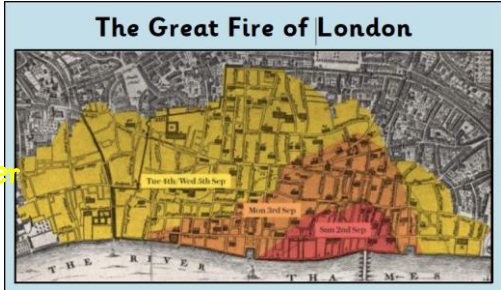 The Great Fire of London
er
Tue 4th/Wed 5th Sep
Mon 3rd Sep
Sun 2nd Sep
THE RIVER
THAMES